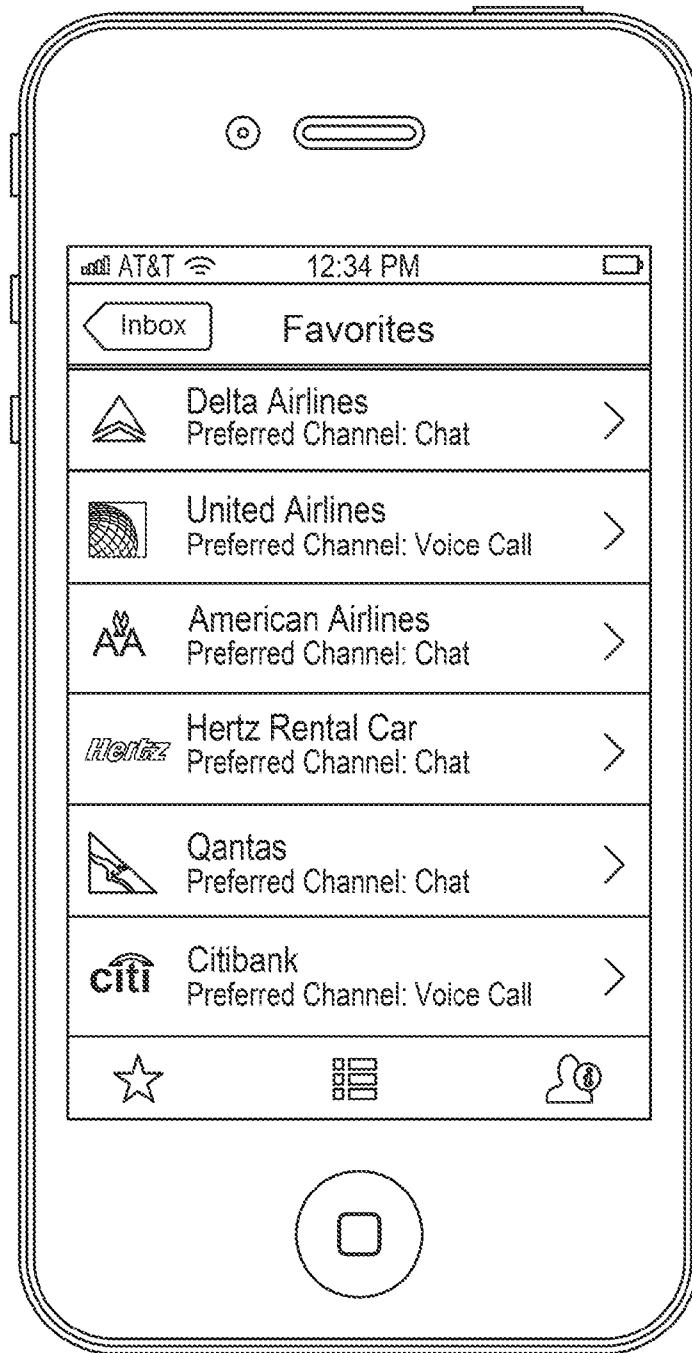 AT&T 12:34 PM
Inbox Favorites
Delta Airlines
Preferred Channel: Chat
United Airlines
Preferred Channel: Voice Call
AA
American Airlines
Preferred Channel: Chat
Hertz
Hertz Rental Car
Preferred Channel: Chat
Qantas
Preferred Channel: Chat
citi
Citibank
Preferred Channel: Voice Call